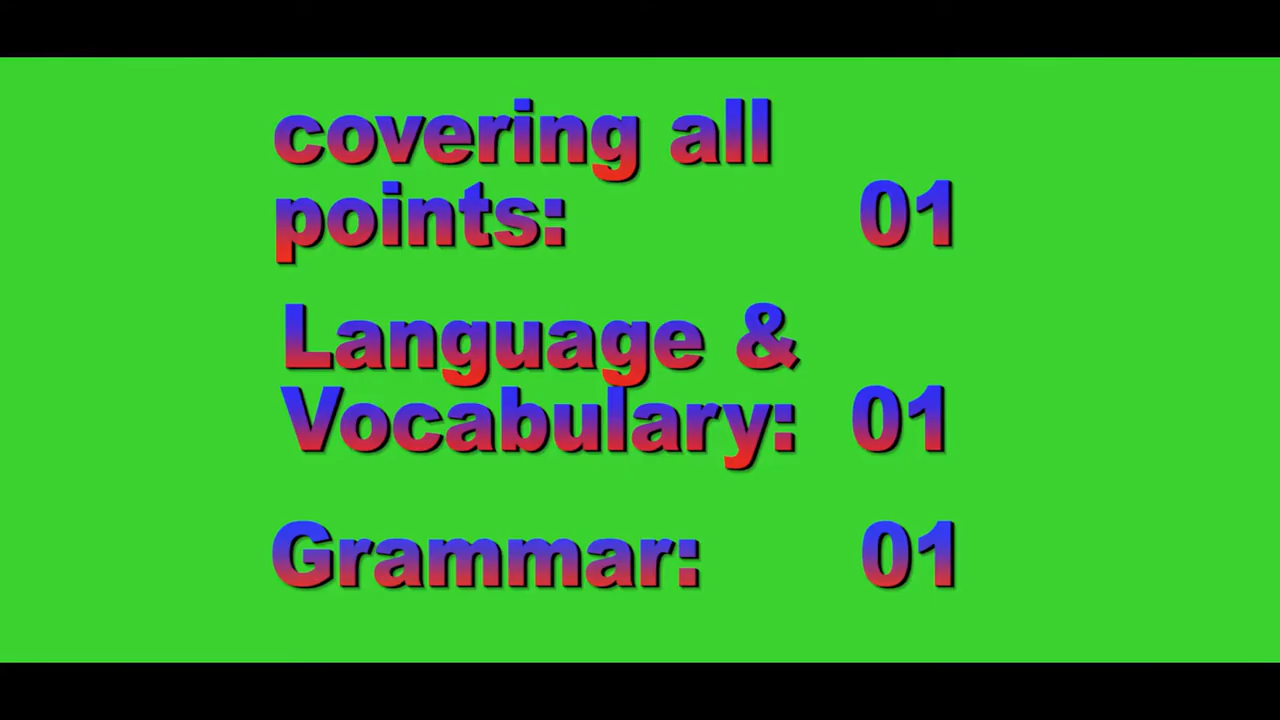 covering all
points: 01
Language &
Vocabulary: 01
Grammar: 01